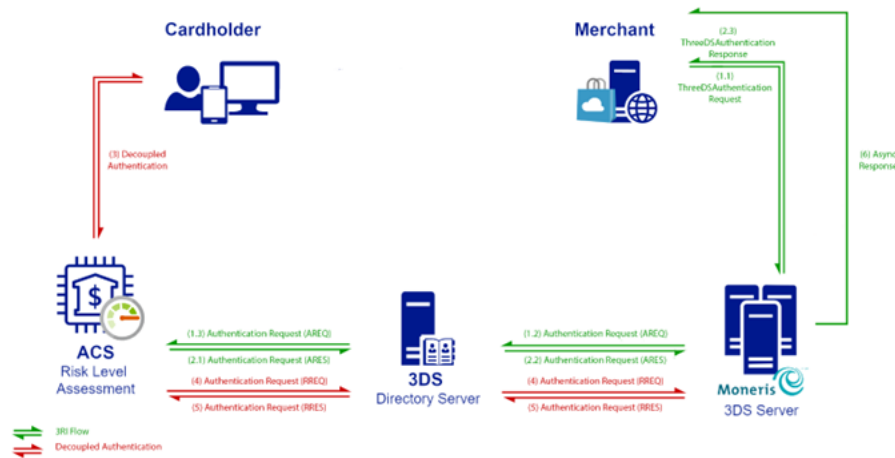 Cardholder
Merchant
(2.3)
ThreeDSAuthentication
Response
(1.1)
ThreeDSAuthentication
Request
(3) Decoupled
Authentication
(6) Async
Response
ACS
Risk Level
Assessment
(1.3) Authentication Request (AREQ)
(2.1) Authentication Request (ARES)
(4) Authentication Request (RREQ)
(5) Authentication Request (RRES)
3DS
Directory Server
(1.2) Authentication Request (AREQ)
(2.2) Authentication Request (ARES)
(4) Authentication Request (RREQ)
(5) Authentication Request (RRES)
Moneris
3DS Server
3RI Flow
Decoupled Authentication